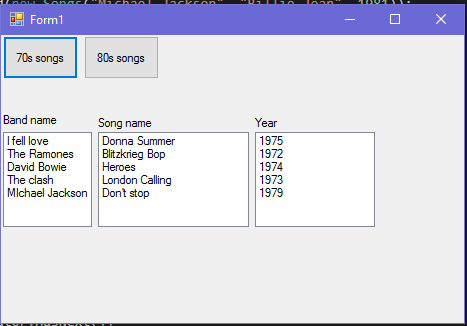 (new Songs("Michael Jackson", "Billie Jean", 1981));
Form1
70s songs
80s songs
Band name
Song name
Year
I fell love
Donna Summer
1975
The Ramones
Blitzkrieg Bop
1972
David Bowie
Heroes
1974
The clash
London Calling
1973
MIchael Jackson
Don't stop
1979